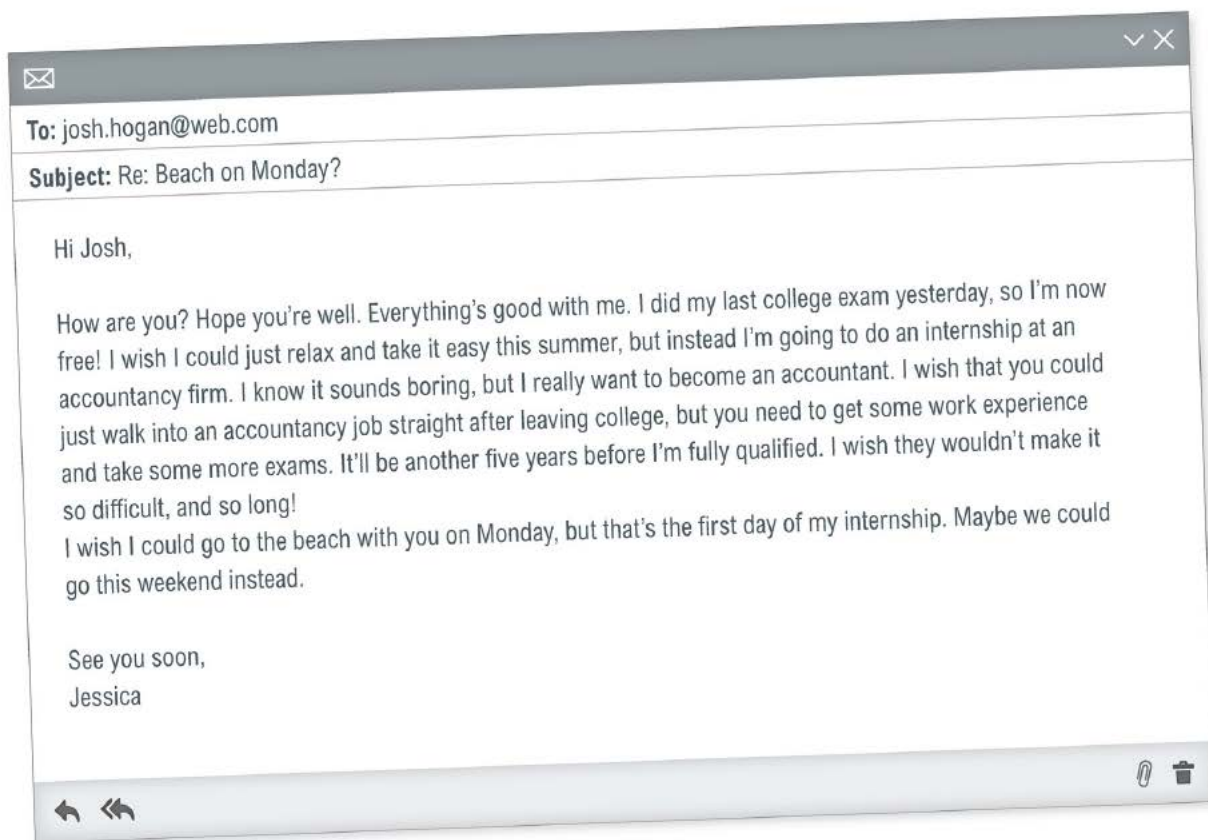 To: josh.hogan@web.com
Subject: Re: Beach on Monday?
Hi Josh,
How are you? Hope you're well. Everything's good with me. I did my last college exam yesterday, so I'm now
free! I wish I could just relax and take it easy this summer, but instead I'm going to do an internship at an
accountancy firm. I know it sounds boring, but I really want to become an accountant. I wish that you could
just walk into an accountancy job straight after leaving college, but you need to get some work experience
and take some more exams. It'll be another five years before I'm fully qualified. I wish they wouldn't make it
so difficult, and so long!
I wish I could go to the beach with you on Monday, but that's the first day of my internship. Maybe we could
go this weekend instead.
See you soon,
Jessica